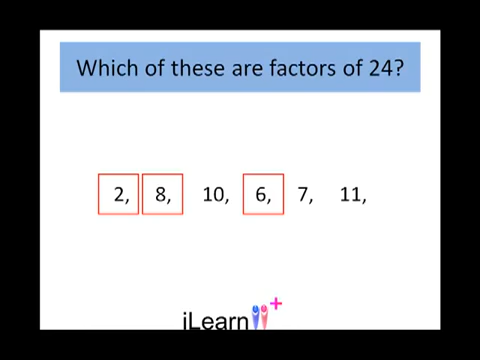 Which of these are factors of 24?
2, 8, 10, 6, 7, 11,
iLearn